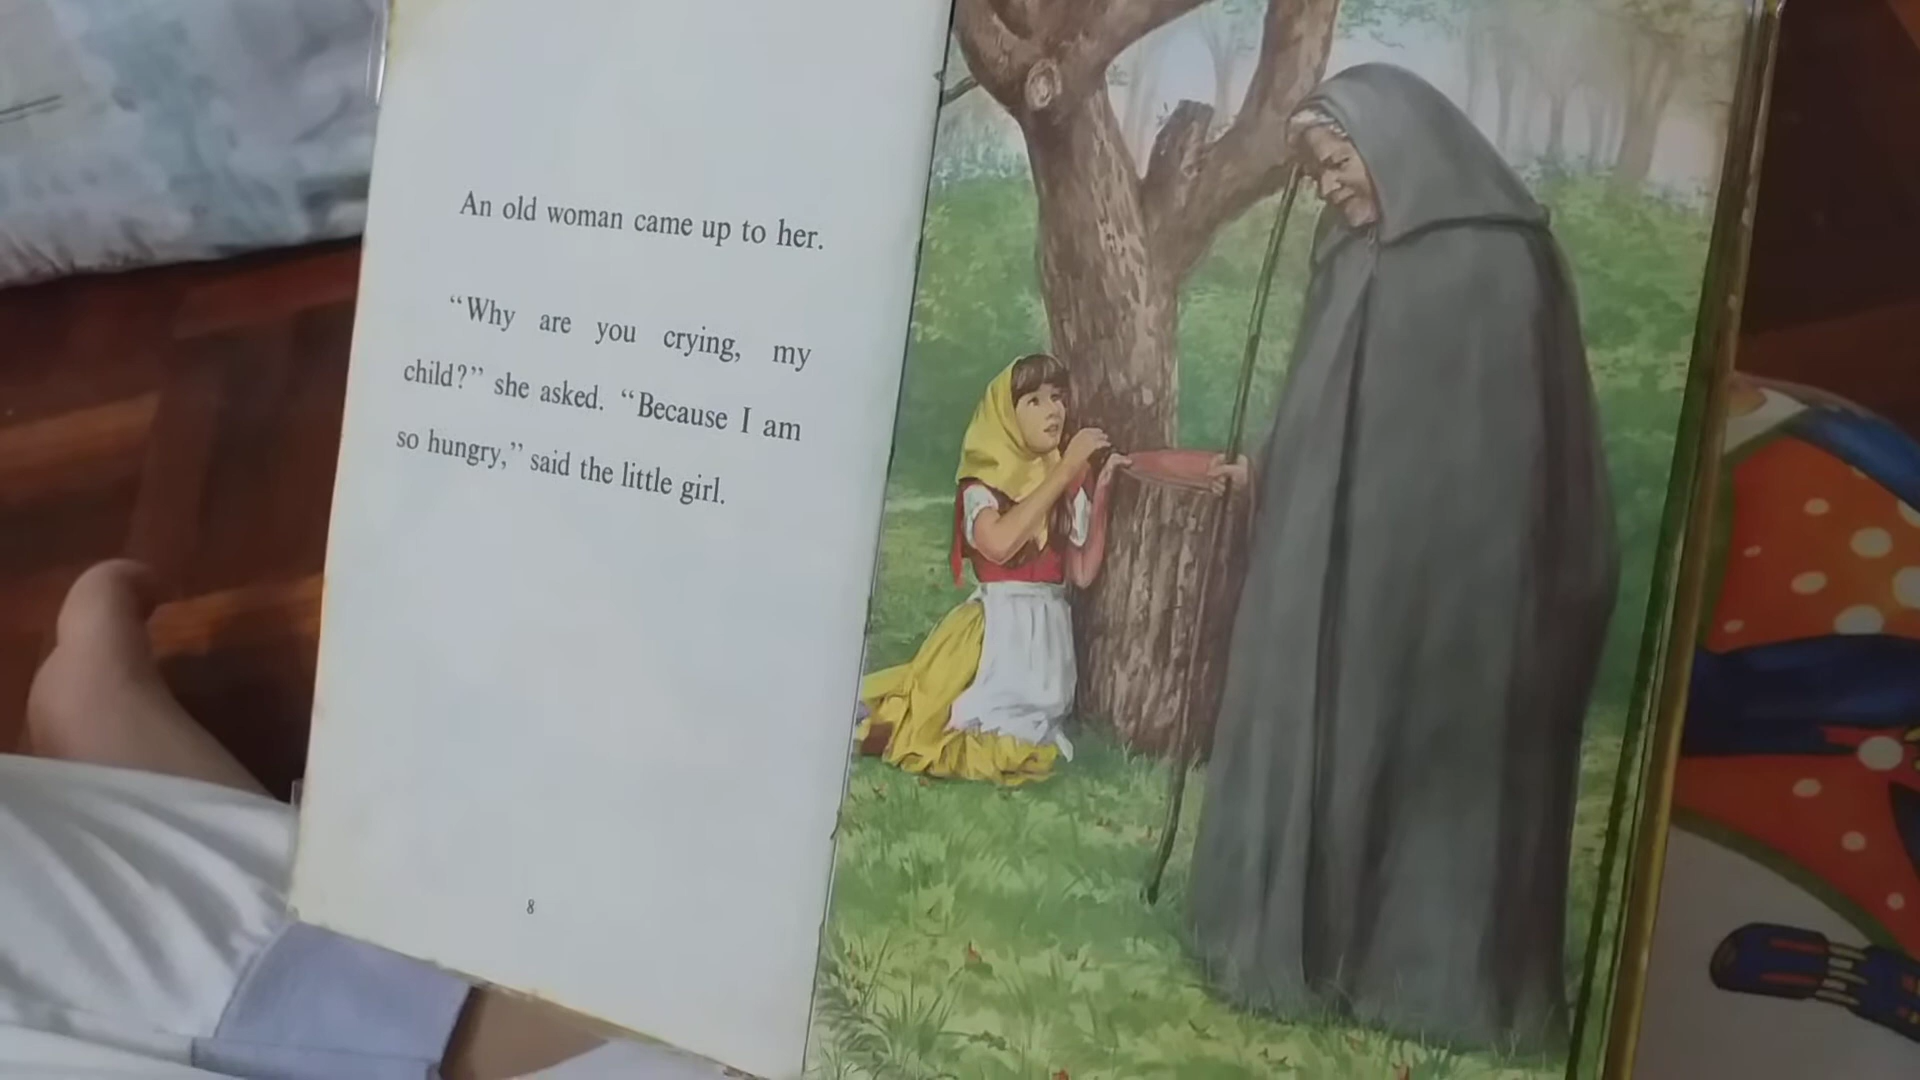 An old woman came up to her.
“Why are you crying, my
child?” she asked. “Because I am
so hungry,” said the little girl.
8